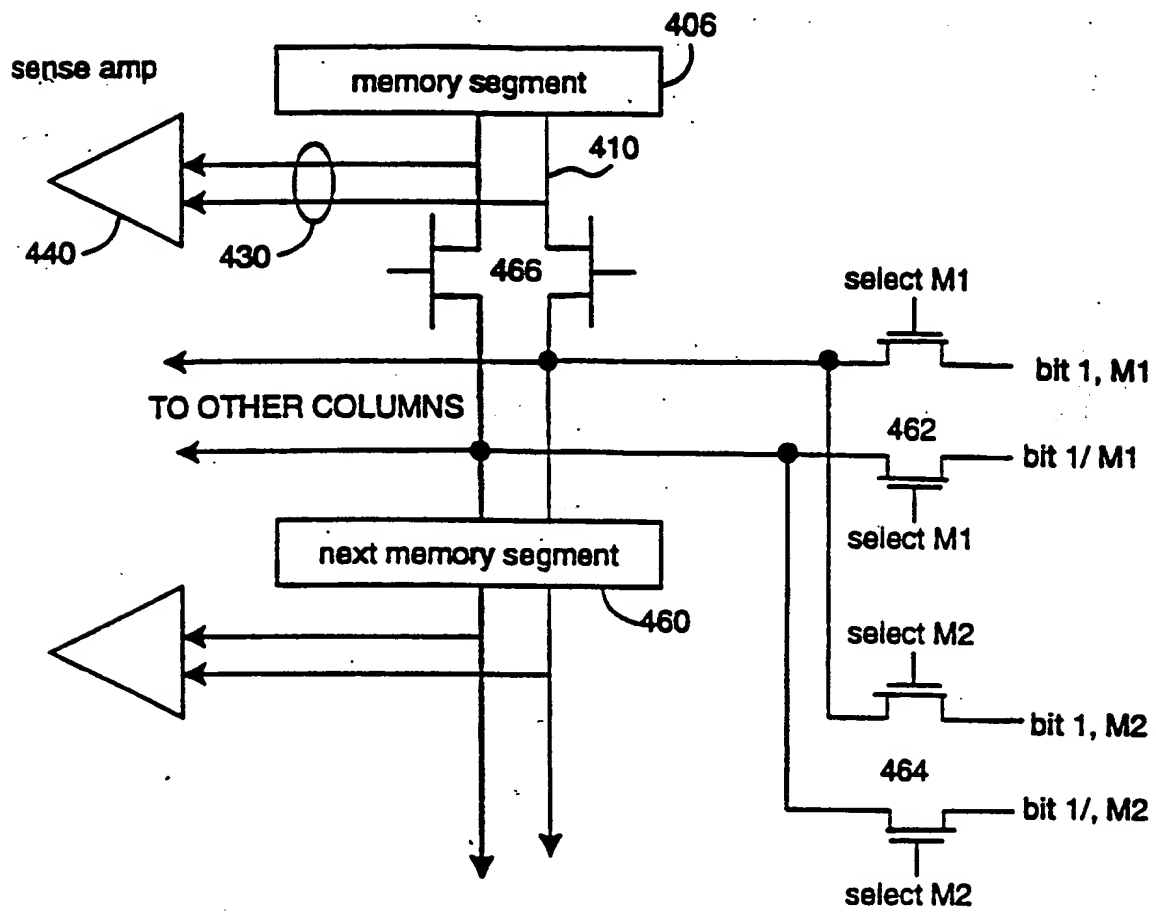 406
sense amp
memory segment
410
440
430
466
select M1
bit 1, M1
TO OTHER COLUMNS
462
bit 1/ M1
select M1
next memory segment
460
select M2
bit 1, M2
464
bit 1/, M2
select M2